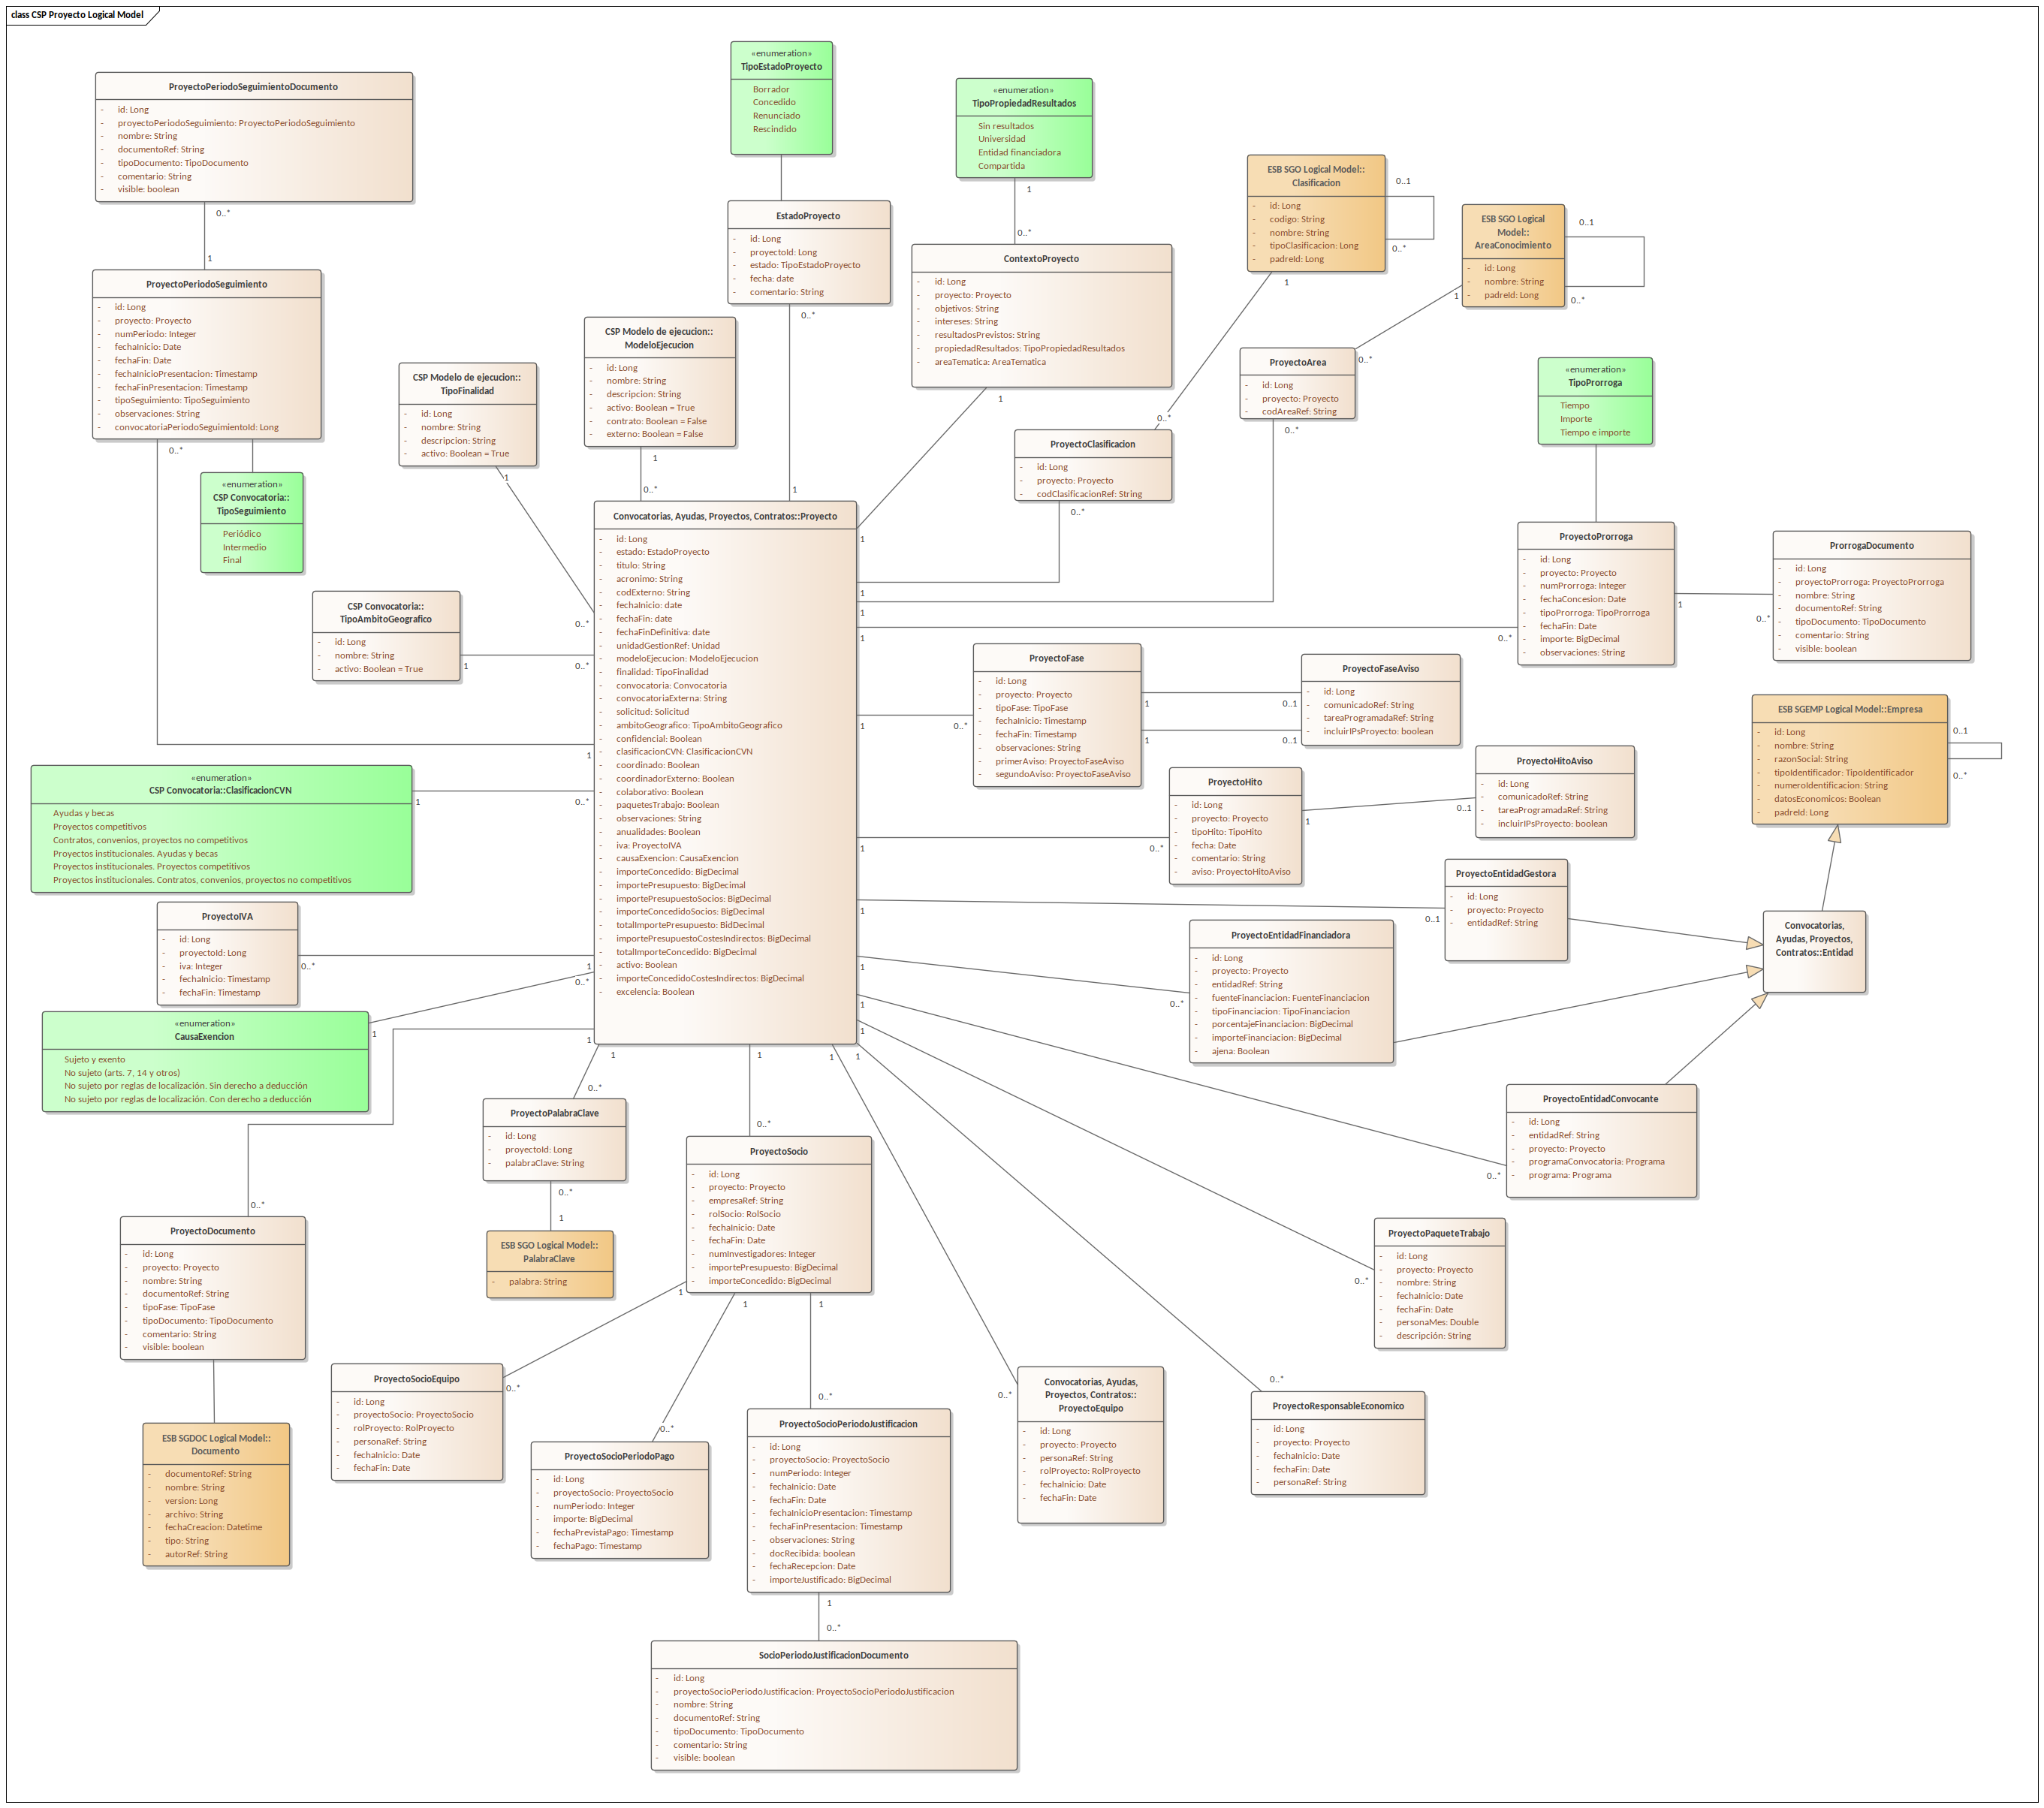 class CSP Proyecto Logical Model
«enumeration»
TipoEstadoProyecto
Borrador
Concedido
Renunciado
Rescindido
ProyectoPeriodoSeguimientoDocumento
- id: Long
- proyectoPeriodoSeguimiento: ProyectoPeriodoSeguimiento
- nombre: String
- documentoRef: String
- tipoDocumento: TipoDocumento
- comentario: String
- visible: boolean
0..*
1
«enumeration»
TipoPropiedadResultados
Sin resultados
Universidad
Entidad financiadora
Compartida
1
0..*
ESB SGO Logical Model::
Clasificacion
- id: Long
- codigo: String
- nombre: String
- tipoClasificacion: Long
- padreId: Long
0..1
0..*
1
0..*
ESB SGO Logical
Model::
AreaConocimiento
- id: Long
- nombre: String
- padreId: Long
0..1
0..*
1
0..*
EstadoProyecto
- id: Long
- proyectoId: Long
- estado: TipoEstadoProyecto
- fecha: date
- comentario: String
0..*
1
ContextoProyecto
- id: Long
- proyecto: Proyecto
- objetivos: String
- intereses: String
- resultadosPrevistos: String
- propiedadResultados: TipoPropiedadResultados
- areaTematica: AreaTematica
1
1
ProyectoPeriodoSeguimiento
- id: Long
- proyecto: Proyecto
- numPeriodo: Integer
- fechaInicio: Date
- fechaFin: Date
- fechaInicioPresentacion: Timestamp
- fechaFinPresentacion: Timestamp
- tipoSeguimiento: TipoSeguimiento
- observaciones: String
- convocatoriaPeriodoSeguimientoId: Long
0..*
1
CSP Modelo de ejecucion::
ModeloEjecucion
- id: Long
- nombre: String
- descripcion: String
- activo: Boolean = True
- contrato: Boolean = False
- externo: Boolean = False
1
0..*
CSP Modelo de ejecucion::
TipoFinalidad
- id: Long
- nombre: String
- descripcion: String
- activo: Boolean = True
1
0..*
ProyectoArea
- id: Long
- proyecto: Proyecto
- codAreaRef: String
0..*
1
«enumeration»
TipoProrroga
Tiempo
Importe
Tiempo e importe
ProyectoClasificacion
- id: Long
- proyecto: Proyecto
- codClasificacionRef: String
0..*
1
«enumeration»
CSP Convocatoria::
TipoSeguimiento
Periódico
Intermedio
Final
Convocatorias, Ayudas, Proyectos, Contratos::Proyecto
- id: Long
- estado: EstadoProyecto
- titulo: String
- acronimo: String
- codExterno: String
- fechaInicio: date
- fechaFin: date
- fechaFinDefinitiva: date
- unidadGestionRef: Unidad
- modeloEjecucion: ModeloEjecucion
- finalidad: TipoFinalidad
- convocatoria: Convocatoria
- convocatoriaExterna: String
- solicitud: Solicitud
- ambitoGeografico: TipoAmbitoGeografico
- confidencial: Boolean
- clasificacionCVN: ClasificacionCVN
- coordinado: Boolean
- coordinadorExterno: Boolean
- colaborativo: Boolean
- paquetesTrabajo: Boolean
- observaciones: String
- anualidades: Boolean
- iva: ProyectoIVA
- causaExencion: CausaExencion
- importeConcedido: BigDecimal
- importePresupuesto: BigDecimal
- importePresupuestoSocios: BigDecimal
- importeConcedidoSocios: BigDecimal
- totalImportePresupuesto: BidDecimal
- importePresupuestoCostesIndirectos: BigDecimal
- totalImporteConcedido: BigDecimal
- activo: Boolean
- importeConcedidoCostesIndirectos: BigDecimal
- excelencia: Boolean
ProyectoProrroga
- id: Long
- proyecto: Proyecto
- numProrroga: Integer
- fechaConcesion: Date
- tipoProrroga: TipoProrroga
- fechaFin: Date
- importe: BigDecimal
- observaciones: String
1
0..*
1
0..*
ProrrogaDocumento
- id: Long
- proyectoProrroga: ProyectoProrroga
- nombre: String
- documentoRef: String
- tipoDocumento: TipoDocumento
- comentario: String
- visible: boolean
CSP Convocatoria::
TipoAmbitoGeografico
- id: Long
- nombre: String
- activo: Boolean = True
1
0..*
ProyectoFase
- id: Long
- proyecto: Proyecto
- tipoFase: TipoFase
- fechaInicio: Timestamp
- fechaFin: Timestamp
- observaciones: String
- primerAviso: ProyectoFaseAviso
- segundoAviso: ProyectoFaseAviso
1
0..*
1
0..1
1
0..1
ProyectoFaseAviso
- id: Long
- comunicadoRef: String
- tareaProgramadaRef: String
- incluirIPsProyecto: boolean
ESB SGEMP Logical Model::Empresa
- id: Long
- nombre: String
- razonSocial: String
- tipoIdentificador: TipoIdentificador
- numeroIdentificacion: String
- datosEconomicos: Boolean
- padreId: Long
0..1
0..*
«enumeration»
CSP Convocatoria::ClasificacionCVN
Ayudas y becas
Proyectos competitivos
Contratos, convenios, proyectos no competitivos
Proyectos institucionales. Ayudas y becas
Proyectos institucionales. Proyectos competitivos
Proyectos institucionales. Contratos, convenios, proyectos no competitivos
1
0..*
ProyectoHito
- id: Long
- proyecto: Proyecto
- tipoHito: TipoHito
- fecha: Date
- comentario: String
- aviso: ProyectoHitoAviso
1
0..*
1
0..1
ProyectoHitoAviso
- id: Long
- comunicadoRef: String
- tareaProgramadaRef: String
- incluirIPsProyecto: boolean
ProyectoEntidadGestora
- id: Long
- proyecto: Proyecto
- entidadRef: String
1
0..1
ProyectoIVA
- id: Long
- proyectoId: Long
- iva: Integer
- fechaInicio: Timestamp
- fechaFin: Timestamp
0..*
1
Convocatorias,
Ayudas, Proyectos,
Contratos::Entidad
ProyectoEntidadFinanciadora
- id: Long
- proyecto: Proyecto
- entidadRef: String
- fuenteFinanciacion: FuenteFinanciacion
- tipoFinanciacion: TipoFinanciacion
- porcentajeFinanciacion: BigDecimal
- importeFinanciacion: BigDecimal
- ajena: Boolean
1
0..*
«enumeration»
CausaExencion
Sujeto y exento
No sujeto (arts. 7, 14 y otros)
No sujeto por reglas de localización. Sin derecho a deducción
No sujeto por reglas de localización. Con derecho a deducción
1
0..*
ProyectoEntidadConvocante
- id: Long
- entidadRef: String
- proyecto: Proyecto
- programaConvocatoria: Programa
- programa: Programa
1
0..*
ProyectoPalabraClave
- id: Long
- proyectoId: Long
- palabraClave: String
1
0..*
0..*
1
ESB SGO Logical Model::
PalabraClave
- palabra: String
ProyectoSocio
- id: Long
- proyecto: Proyecto
- empresaRef: String
- rolSocio: RolSocio
- fechaInicio: Date
- fechaFin: Date
- numInvestigadores: Integer
- importePresupuesto: BigDecimal
- importeConcedido: BigDecimal
1
0..*
1
1
1
ProyectoDocumento
- id: Long
- proyecto: Proyecto
- nombre: String
- documentoRef: String
- tipoFase: TipoFase
- tipoDocumento: TipoDocumento
- comentario: String
- visible: boolean
1
0..*
ProyectoPaqueteTrabajo
- id: Long
- proyecto: Proyecto
- nombre: String
- fechaInicio: Date
- fechaFin: Date
- personaMes: Double
- descripción: String
1
0..*
ProyectoSocioEquipo
- id: Long
- proyectoSocio: ProyectoSocio
- rolProyecto: RolProyecto
- personaRef: String
- fechaInicio: Date
- fechaFin: Date
0..*
Convocatorias, Ayudas,
Proyectos, Contratos::
ProyectoEquipo
- id: Long
- proyecto: Proyecto
- personaRef: String
- rolProyecto: RolProyecto
- fechaInicio: Date
- fechaFin: Date
1
0..*
ProyectoResponsableEconomico
- id: Long
- proyecto: Proyecto
- fechaInicio: Date
- fechaFin: Date
- personaRef: String
1
0..*
ESB SGDOC Logical Model::
Documento
- documentoRef: String
- nombre: String
- version: Long
- archivo: String
- fechaCreacion: Datetime
- tipo: String
- autorRef: String
ProyectoSocioPeriodoPago
- id: Long
- proyectoSocio: ProyectoSocio
- numPeriodo: Integer
- importe: BigDecimal
- fechaPrevistaPago: Timestamp
- fechaPago: Timestamp
0..*
ProyectoSocioPeriodoJustificacion
- id: Long
- proyectoSocio: ProyectoSocio
- numPeriodo: Integer
- fechaInicio: Date
- fechaFin: Date
- fechaInicioPresentacion: Timestamp
- fechaFinPresentacion: Timestamp
- observaciones: String
- docRecibida: boolean
- fechaRecepcion: Date
- importeJustificado: BigDecimal
0..*
1
0..*
SocioPeriodoJustificacionDocumento
- id: Long
- proyectoSocioPeriodoJustificacion: ProyectoSocioPeriodoJustificacion
- nombre: String
- documentoRef: String
- tipoDocumento: TipoDocumento
- comentario: String
- visible: boolean